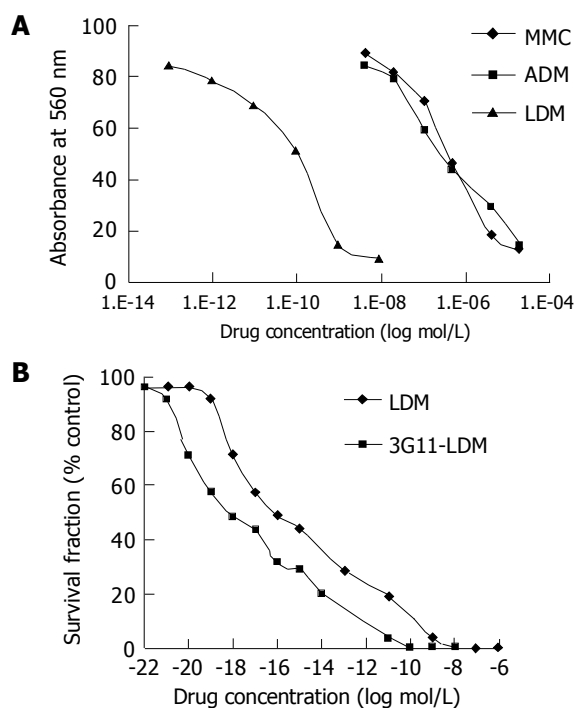 A
Absorbance at 560 nm
100
80
60
40
20
0
MMC
ADM
LDM
1.E-14 1.E-12 1.E-10 1.E-08 1.E-06 1.E-04
Drug concentration (log mol/L)
B
Survival fraction (% control)
100
80
60
40
20
0
LDM
3G11-LDM
-22 -20 -18 -16 -14 -12 -10 -8 -6
Drug concentration (log mol/L)